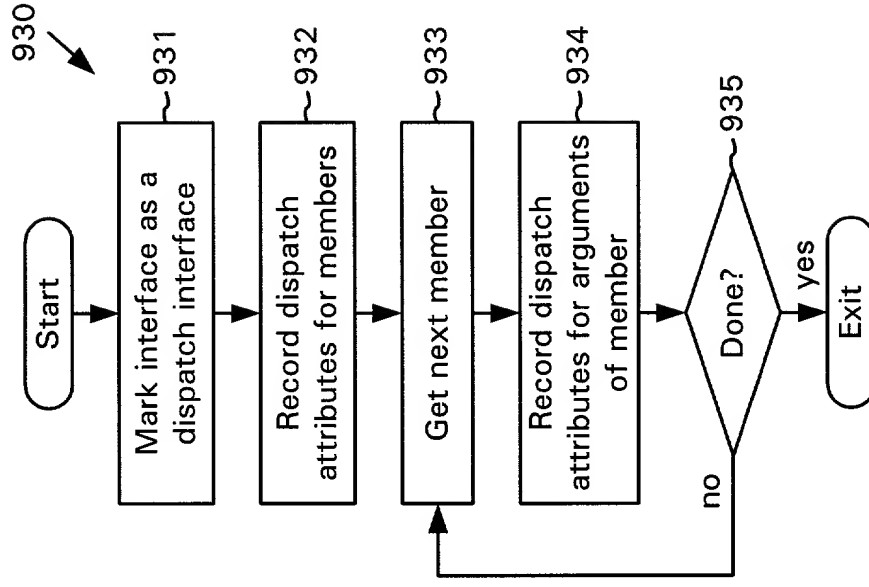 930
Start
Mark interface as a
dispatch interface
931
Record dispatch
attributes for members
932
Get next member
933
Record dispatch
attributes for arguments
of member
934
Done?
935
no
yes
Exit